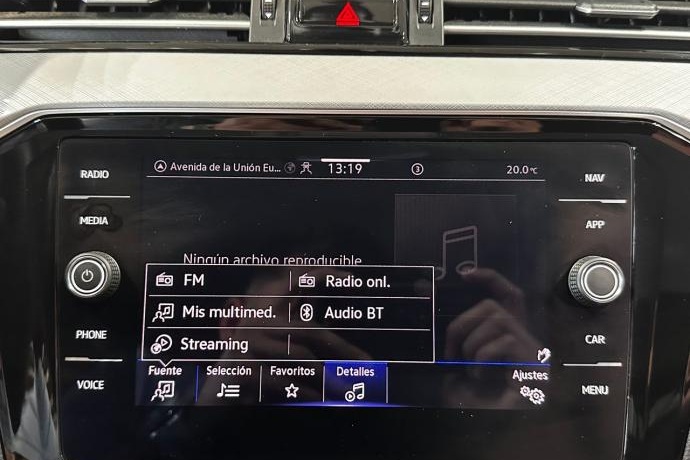 RADIO
MEDIA
PHONE
VOICE
Avenida de la Unión Eu...
13:19
3
20.0°C
Ningún archivo reproducible
FM
Radio onl.
Mis multimed.
Audio BT
Streaming
Fuente
Selección
Favoritos
Detalles
Ajustes
NAV
APP
CAR
MENU